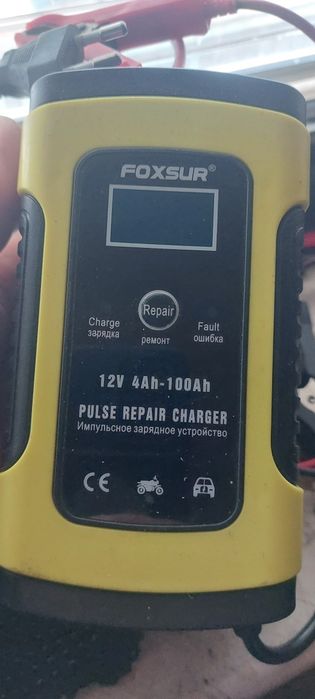 FOXSUR®
Repair
Charge
зарядка
ремонт
Fault
ошибка
12V 4Ah-100Ah
PULSE REPAIR CHARGER
Импульсное зарядное устройство
CE